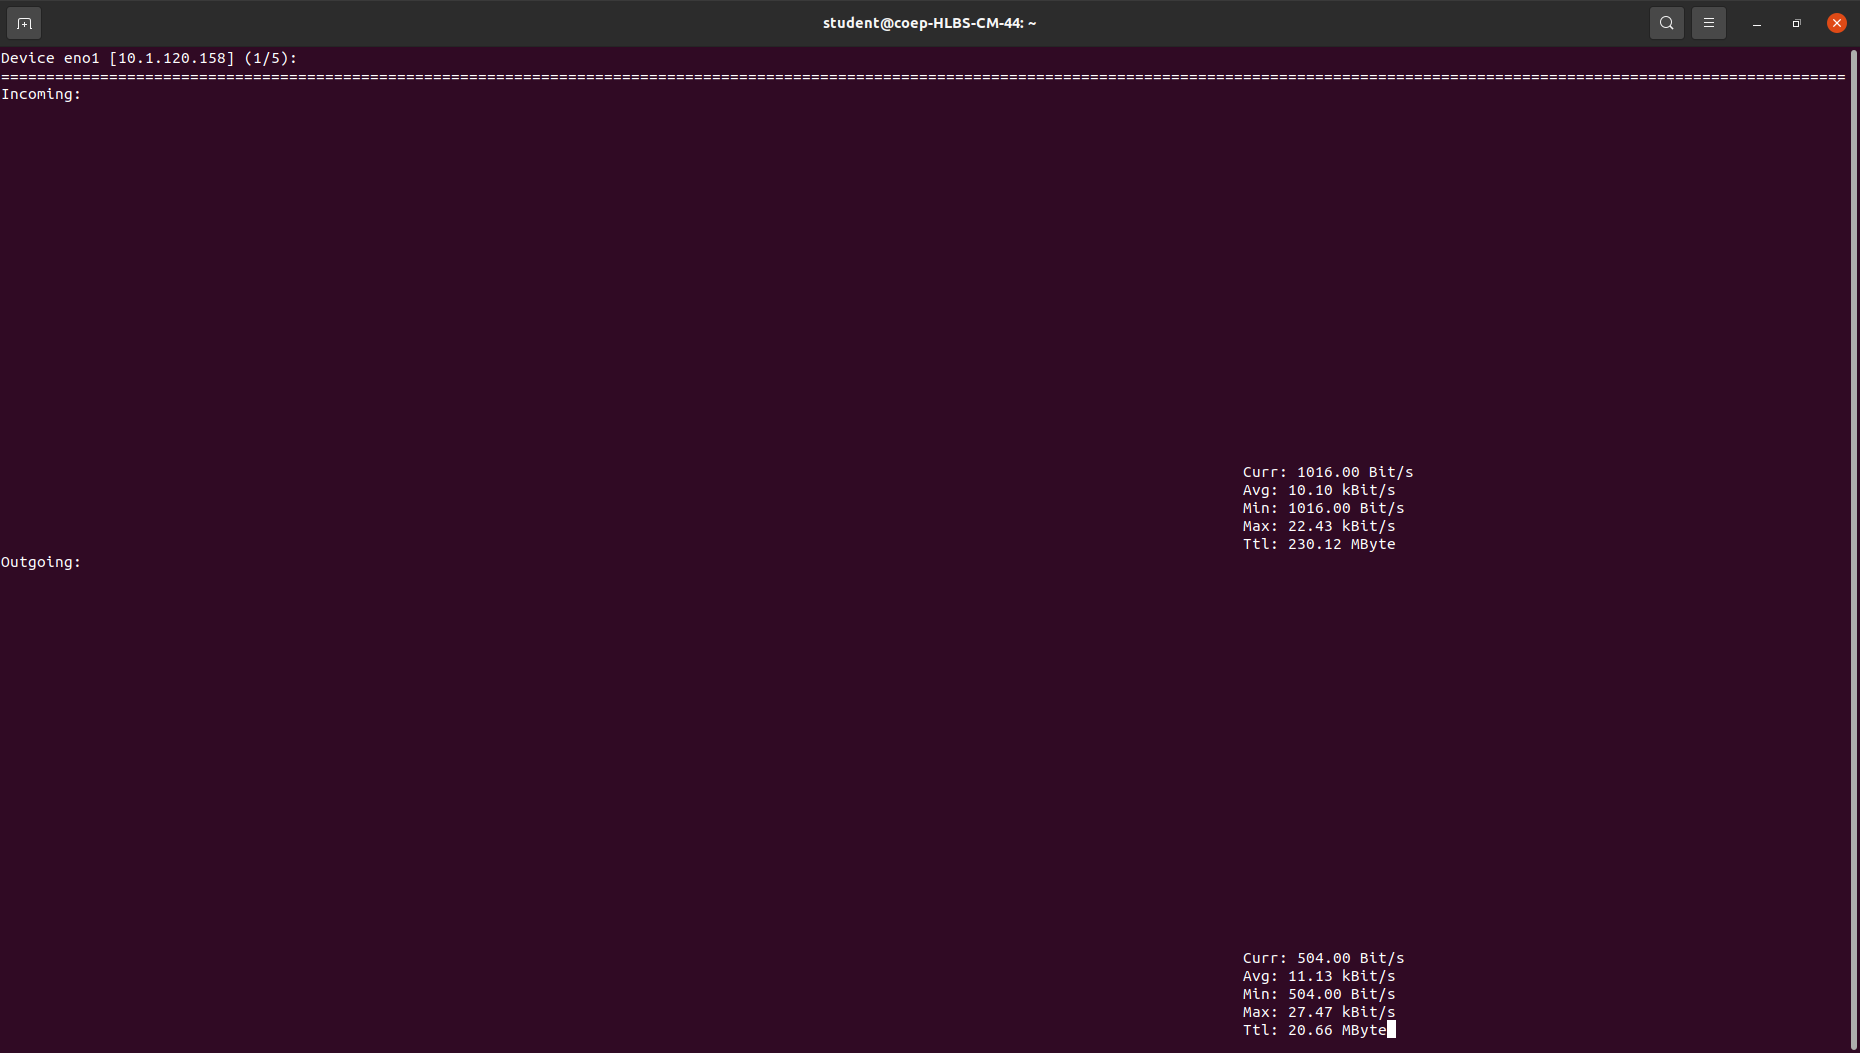 student@coep-HLBS-CM-44: ~
Device eno1 [10.1.120.158] (1/5):
=============================================================================================================================================================================================================
Incoming:
Curr: 1016.00 Bit/s
Avg: 10.10 kBit/s
Min: 1016.00 Bit/s
Max: 22.43 kBit/s
Ttl: 230.12 MByte
Outgoing:
Curr: 504.00 Bit/s
Avg: 11.13 kBit/s
Min: 504.00 Bit/s
Max: 27.47 kBit/s
Ttl: 20.66 MByte